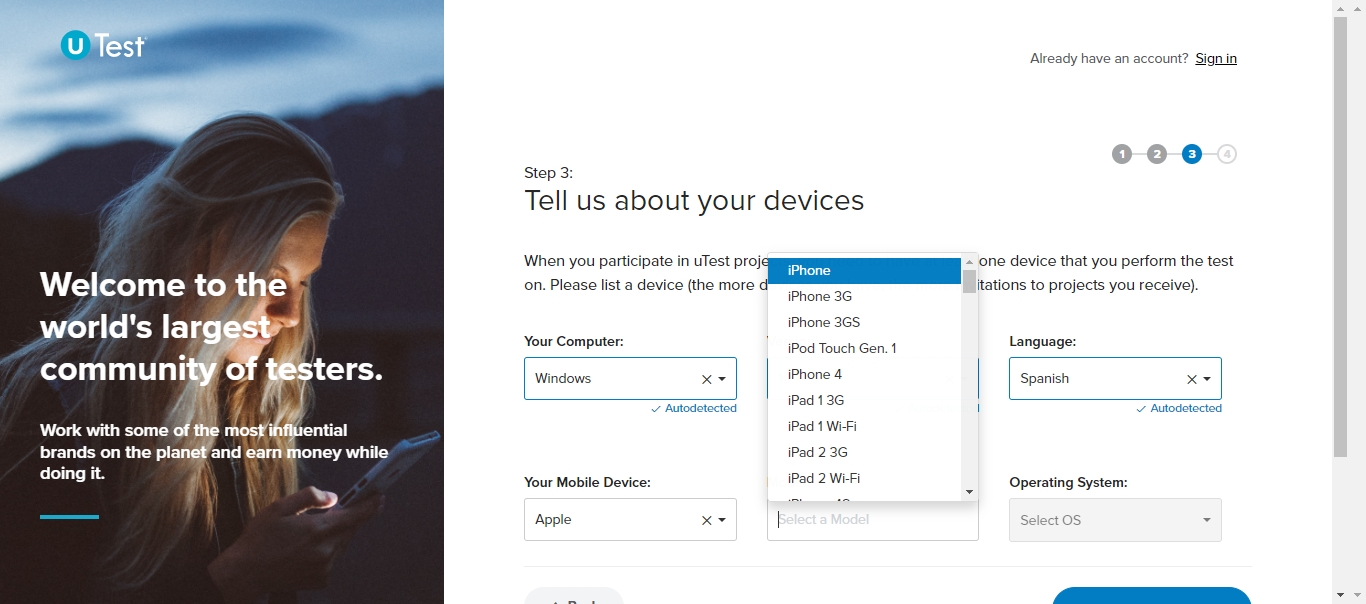 U Test
Already have an account? Sign in
1 2 3 4
Step 3:
Tell us about your devices
When you participate in uTest proje
one device that you perform the test
on. Please list a device (the more d
itations to projects you receive).
Welcome to the
world's largest
community of testers.
Work with some of the most influential
brands on the planet and earn money while
doing it.
Your Computer:
Windows
Autodetected
Language:
Spanish
Autodetected
iPhone
iPhone 3G
iPhone 3GS
iPod Touch Gen. 1
iPhone 4
iPad 1 3G
iPad 1 Wi-Fi
iPad 2 3G
iPad 2 Wi-Fi
Your Mobile Device:
Apple
Select a Model
Operating System:
Select OS